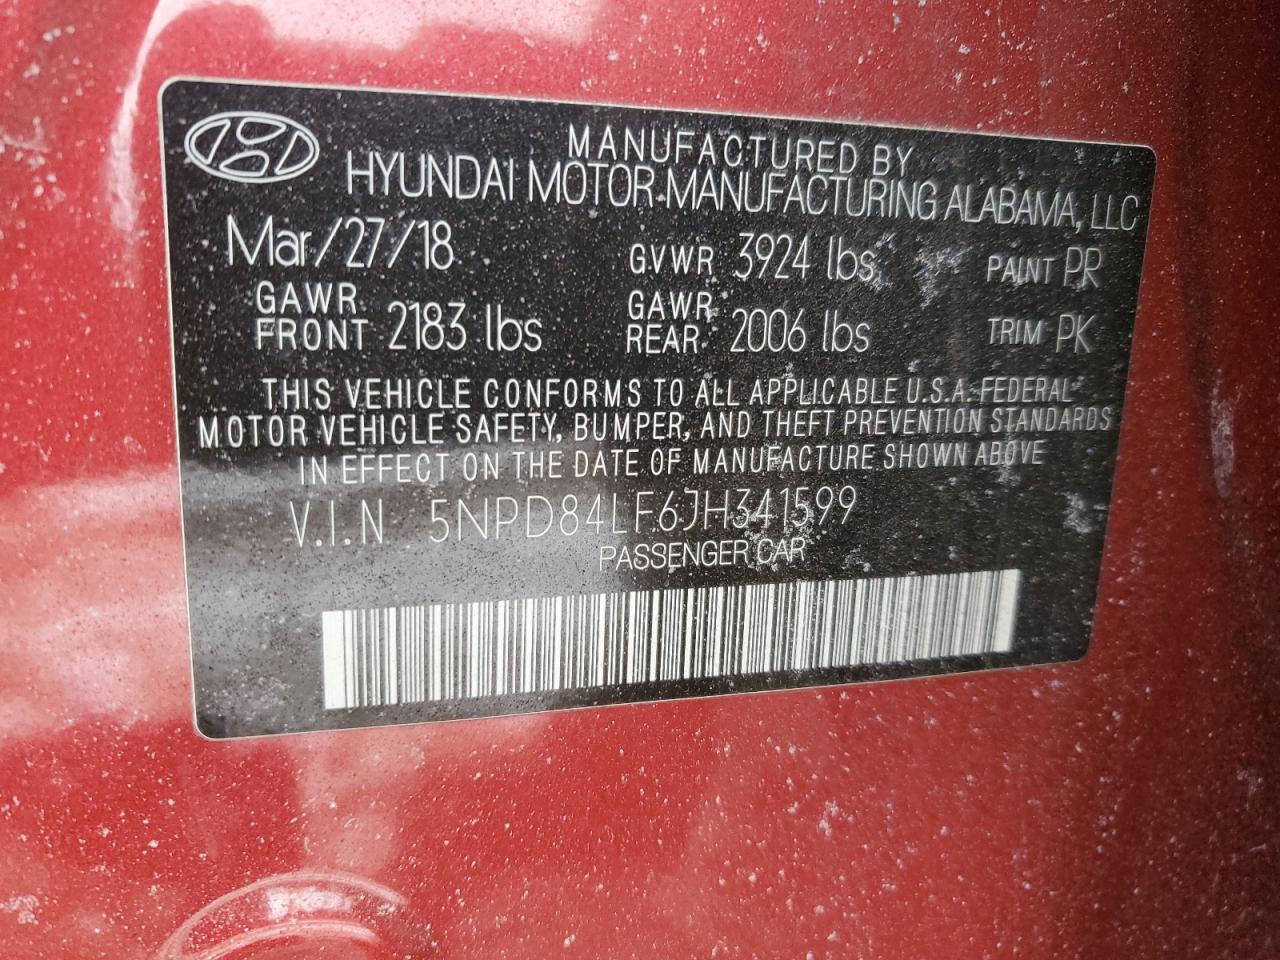 MANUFACTURED BY
HYUNDAI MOTOR MANUFACTURING ALABAMA, LLC
Mar/27/18 GVWR 3924 lbs PAINT PR
GAWR FRONT 2183 lbs GAWR REAR 2006 lbs TRIM PK
THIS VEHICLE CONFORMS TO ALL APPLICABLE U.S.A. FEDERAL
MOTOR VEHICLE SAFETY, BUMPER, AND THEFT PREVENTION STANDARDS
IN EFFECT ON THE DATE OF MANUFACTURE SHOWN ABOVE
V.I.N 5NPD84LF6JH341599
PASSENGER CAR